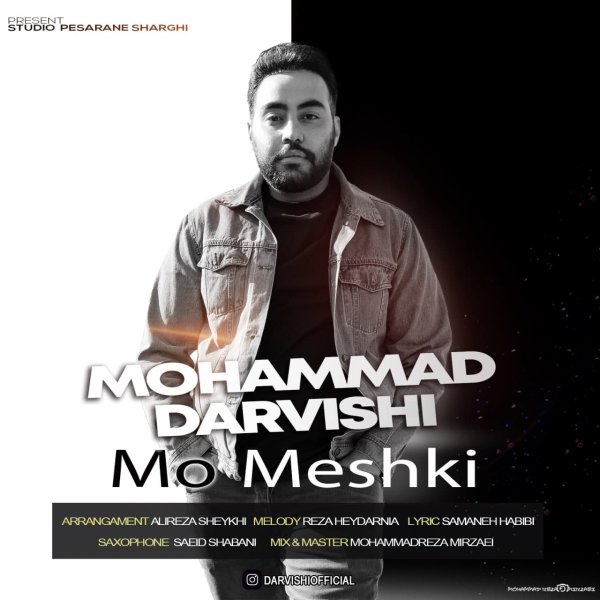 PRESENT
STUDIO PESARANE SHARGHI
MOHAMMAD
DARVISHI
Mo Meshki
ARRANGAMENT ALIREZA SHEYKHI MELODY REZA HEYDARNIA LYRIC SAMANEH HABIBI
SAXOPHONE SAEID SHABANI MIX & MASTER MOHAMMADREZA MIRZAEI
DARVISHIOFFICIAL
MOHAMMAD